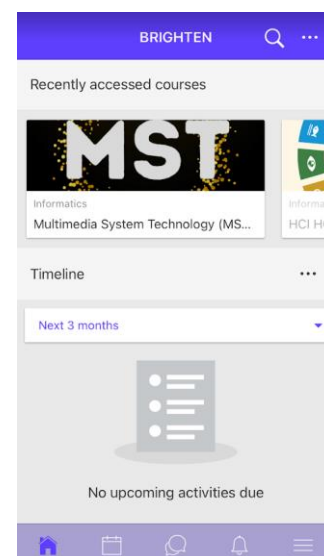 BRIGHTEN
Recently accessed courses
MST
Informatics
Multimedia System Technology (MS...
Informa
HCI H
Timeline
Next 3 months
No upcoming activities due